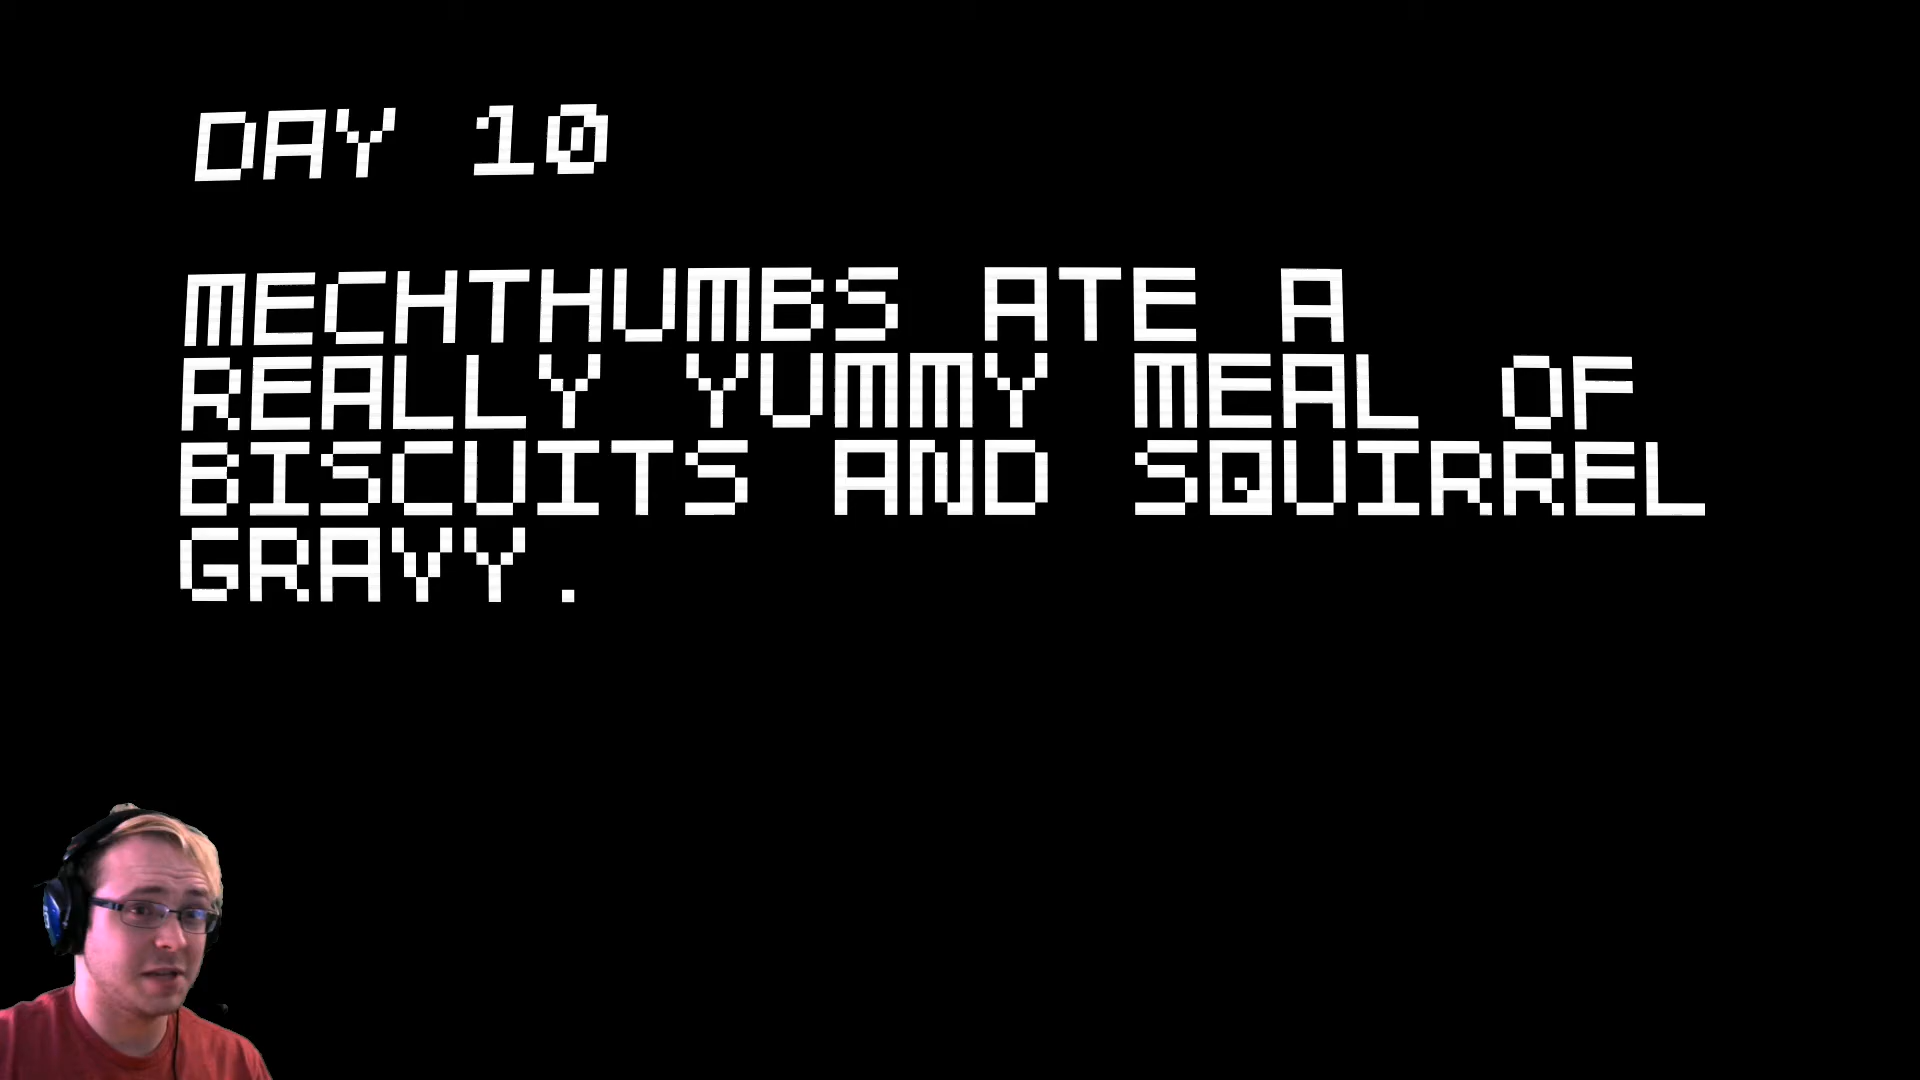 DAY 10
MECHTHUMBS ATE A
REALLY YUMMY MEAL OF
BISCUITS AND SQUIRREL
GRAVY.